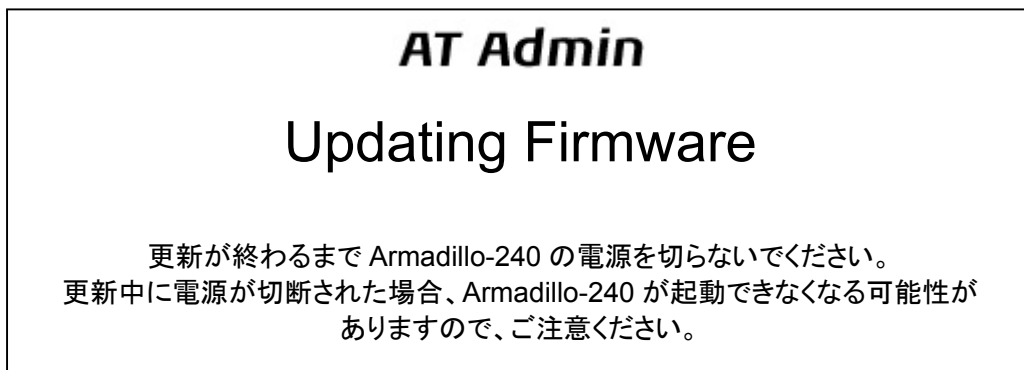 AT Admin
Updating Firmware
更新が終わるまで Armadillo-240 の電源を切らないでください。
更新中に電源が切断された場合、Armadillo-240 が起動できなくなる可能性が
ありますので、ご注意ください。